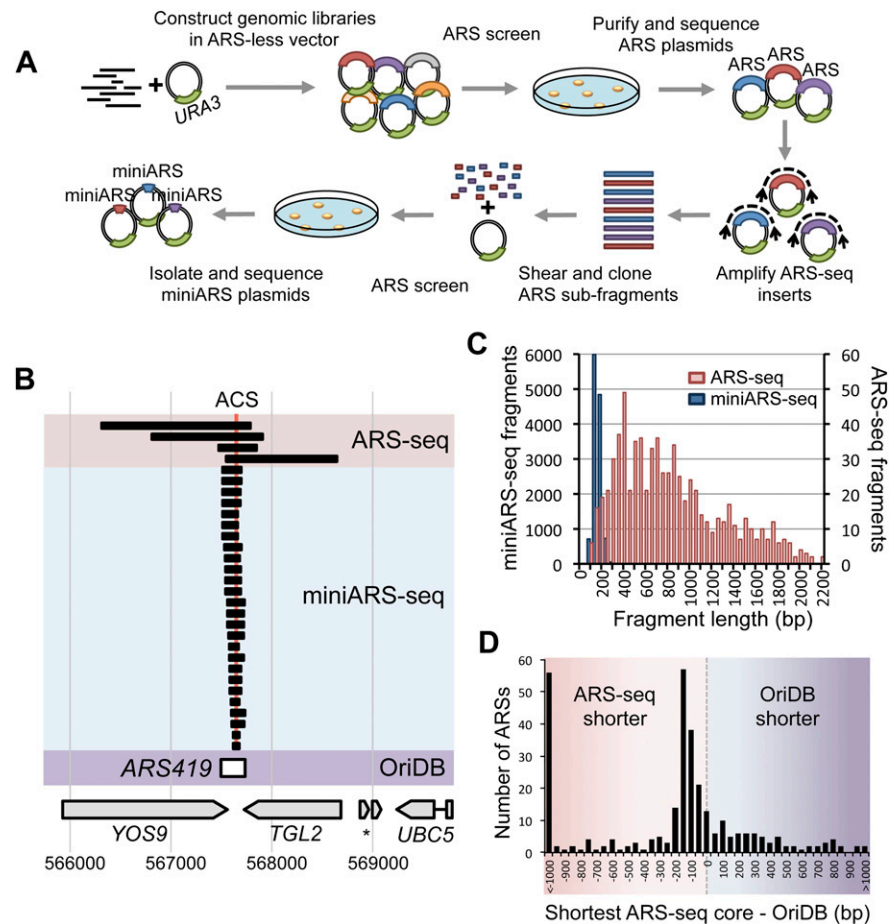 A
Construct genomic libraries
in ARS-less vector
ARS screen
Purify and sequence
ARS plasmids
+
URA3
ARS
ARS
ARS
miniARS
miniARS
miniARS
+
Isolate and sequence
miniARS plasmids
ARS screen
Shear and clone
ARS sub-fragments
Amplify ARS-seq
inserts
B
ACS
ARS-seq
miniARS-seq
ARS419
OriDB
YOS9
TGL2
*
UBC5
566000
567000
568000
569000
C
miniARS-seq fragments
6000
5000
4000
3000
2000
1000
0
ARS-seq
miniARS-seq
60
50
40
30
20
10
0
ARS-seq fragments
0
200
400
600
800
1000
1200
1400
1600
1800
2000
2200
Fragment length (bp)
D
Number of ARSs
60
50
40
30
20
10
0
ARS-seq
shorter
OriDB
shorter
<-1000
-900
-800
-700
-600
-500
-400
-300
-200
-100
0
100
200
300
400
500
600
700
800
900
>1000
Shortest ARS-seq core - OriDB (bp)